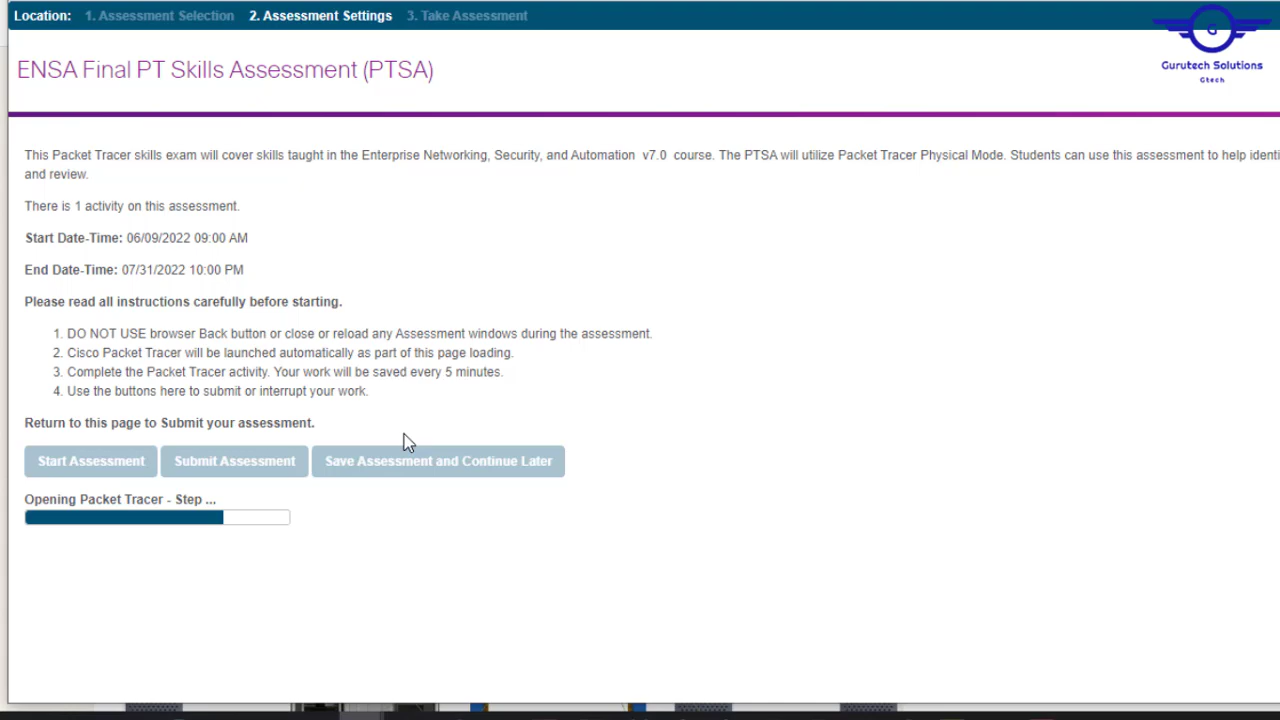 Location: 1. Assessment Selection 2. Assessment Settings 3. Take Assessment
G
Gurutech Solutions
Gtech
ENSA Final PT Skills Assessment (PTSA)
This Packet Tracer skills exam will cover skills taught in the Enterprise Networking, Security, and Automation v7.0 course. The PTSA will utilize Packet Tracer Physical Mode. Students can use this assessment to help identi
and review.
There is 1 activity on this assessment.
Start Date-Time: 06/09/2022 09:00 AM
End Date-Time: 07/31/2022 10:00 PM
Please read all instructions carefully before starting.
1. DO NOT USE browser Back button or close or reload any Assessment windows during the assessment.
2. Cisco Packet Tracer will be launched automatically as part of this page loading.
3. Complete the Packet Tracer activity. Your work will be saved every 5 minutes.
4. Use the buttons here to submit or interrupt your work.
Return to this page to Submit your assessment.
Start Assessment Submit Assessment Save Assessment and Continue Later
Opening Packet Tracer - Step ...